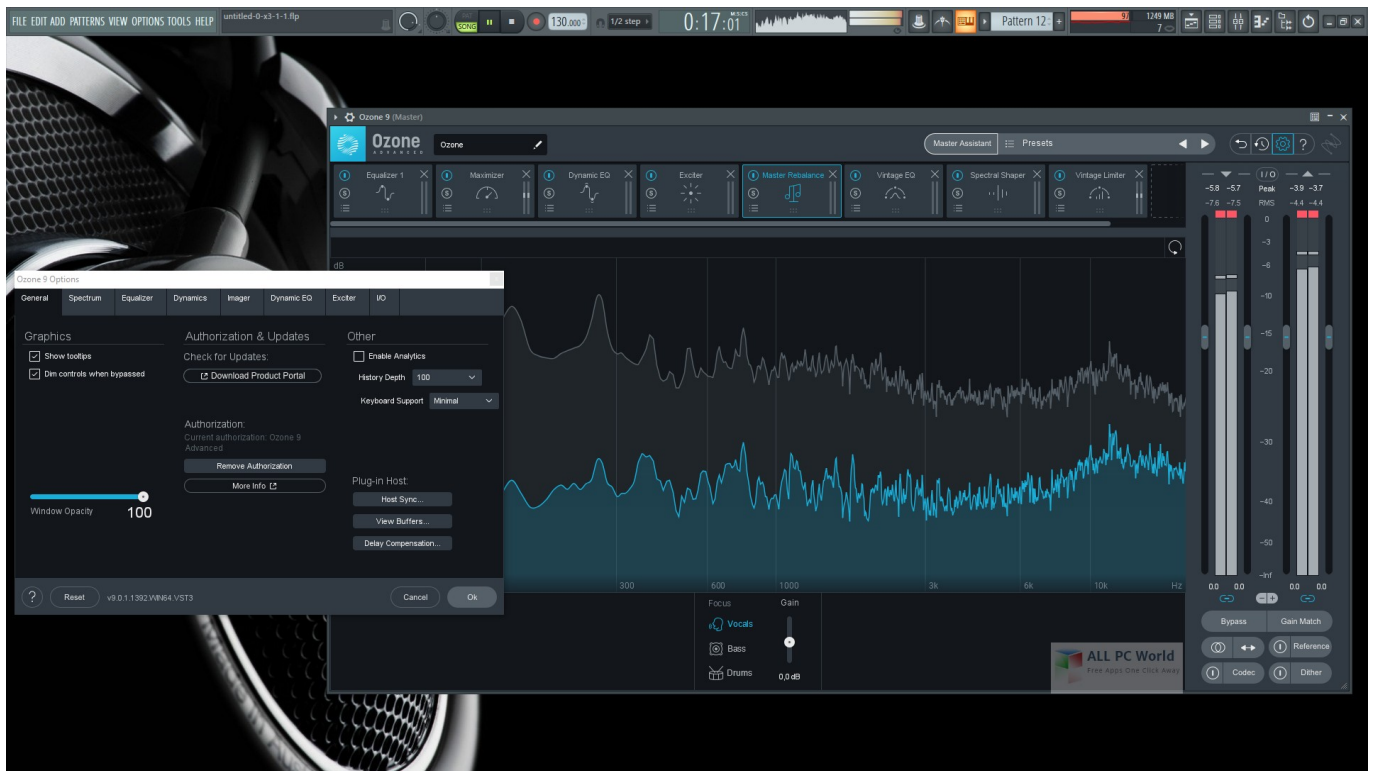 FILE EDIT ADD PATTERNS VIEW OPTIONS TOOLS HELP
untitled-0-x3-1-1.flp
SONG
130.000
1/2 step
M:S:CS
0:17:01
Pattern 12
97
1249 MB
7
Ozone 9 (Master)
Ozone
ADVANCED
Ozone
Master Assistant
Presets
Equalizer 1
Maximizer
Dynamic EQ
Exciter
Master Rebalance
Vintage EQ
Spectral Shaper
Vintage Limiter
I/O
-5.8 -5.7 Peak -3.9 -3.7
-7.6 -7.5 RMS -4.4 -4.4
0
-3
-6
-10
-15
-20
-30
-40
-50
-Inf
0.0 0.0 0.0 0.0
dB
300 600 1000 3k 6k 10k Hz
Ozone 9 Options
General Spectrum Equalizer Dynamics Imager Dynamic EQ Exciter I/O
Graphics
Show tooltips
Dim controls when bypassed
Window Opacity 100
Authorization & Updates
Check for Updates:
Download Product Portal
Authorization:
Current authorization: Ozone 9
Advanced
Remove Authorization
More Info
Other
Enable Analytics
History Depth 100
Keyboard Support Minimal
Plug-in Host:
Host Sync...
View Buffers...
Delay Compensation...
? Reset v9.0.1.1392.WIN64.VST3 Cancel Ok
Focus
Vocals
Bass
Drums
Gain
0,0 dB
Bypass Gain Match
Reference
Codec Dither
ALL PC World
Free Apps One Click Away